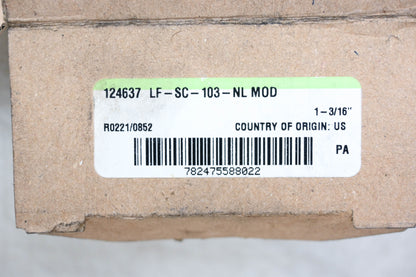 124637 LF-SC-103-NL MOD
1-3/16"
R0221/0852 COUNTRY OF ORIGIN: US
PA
782475588022